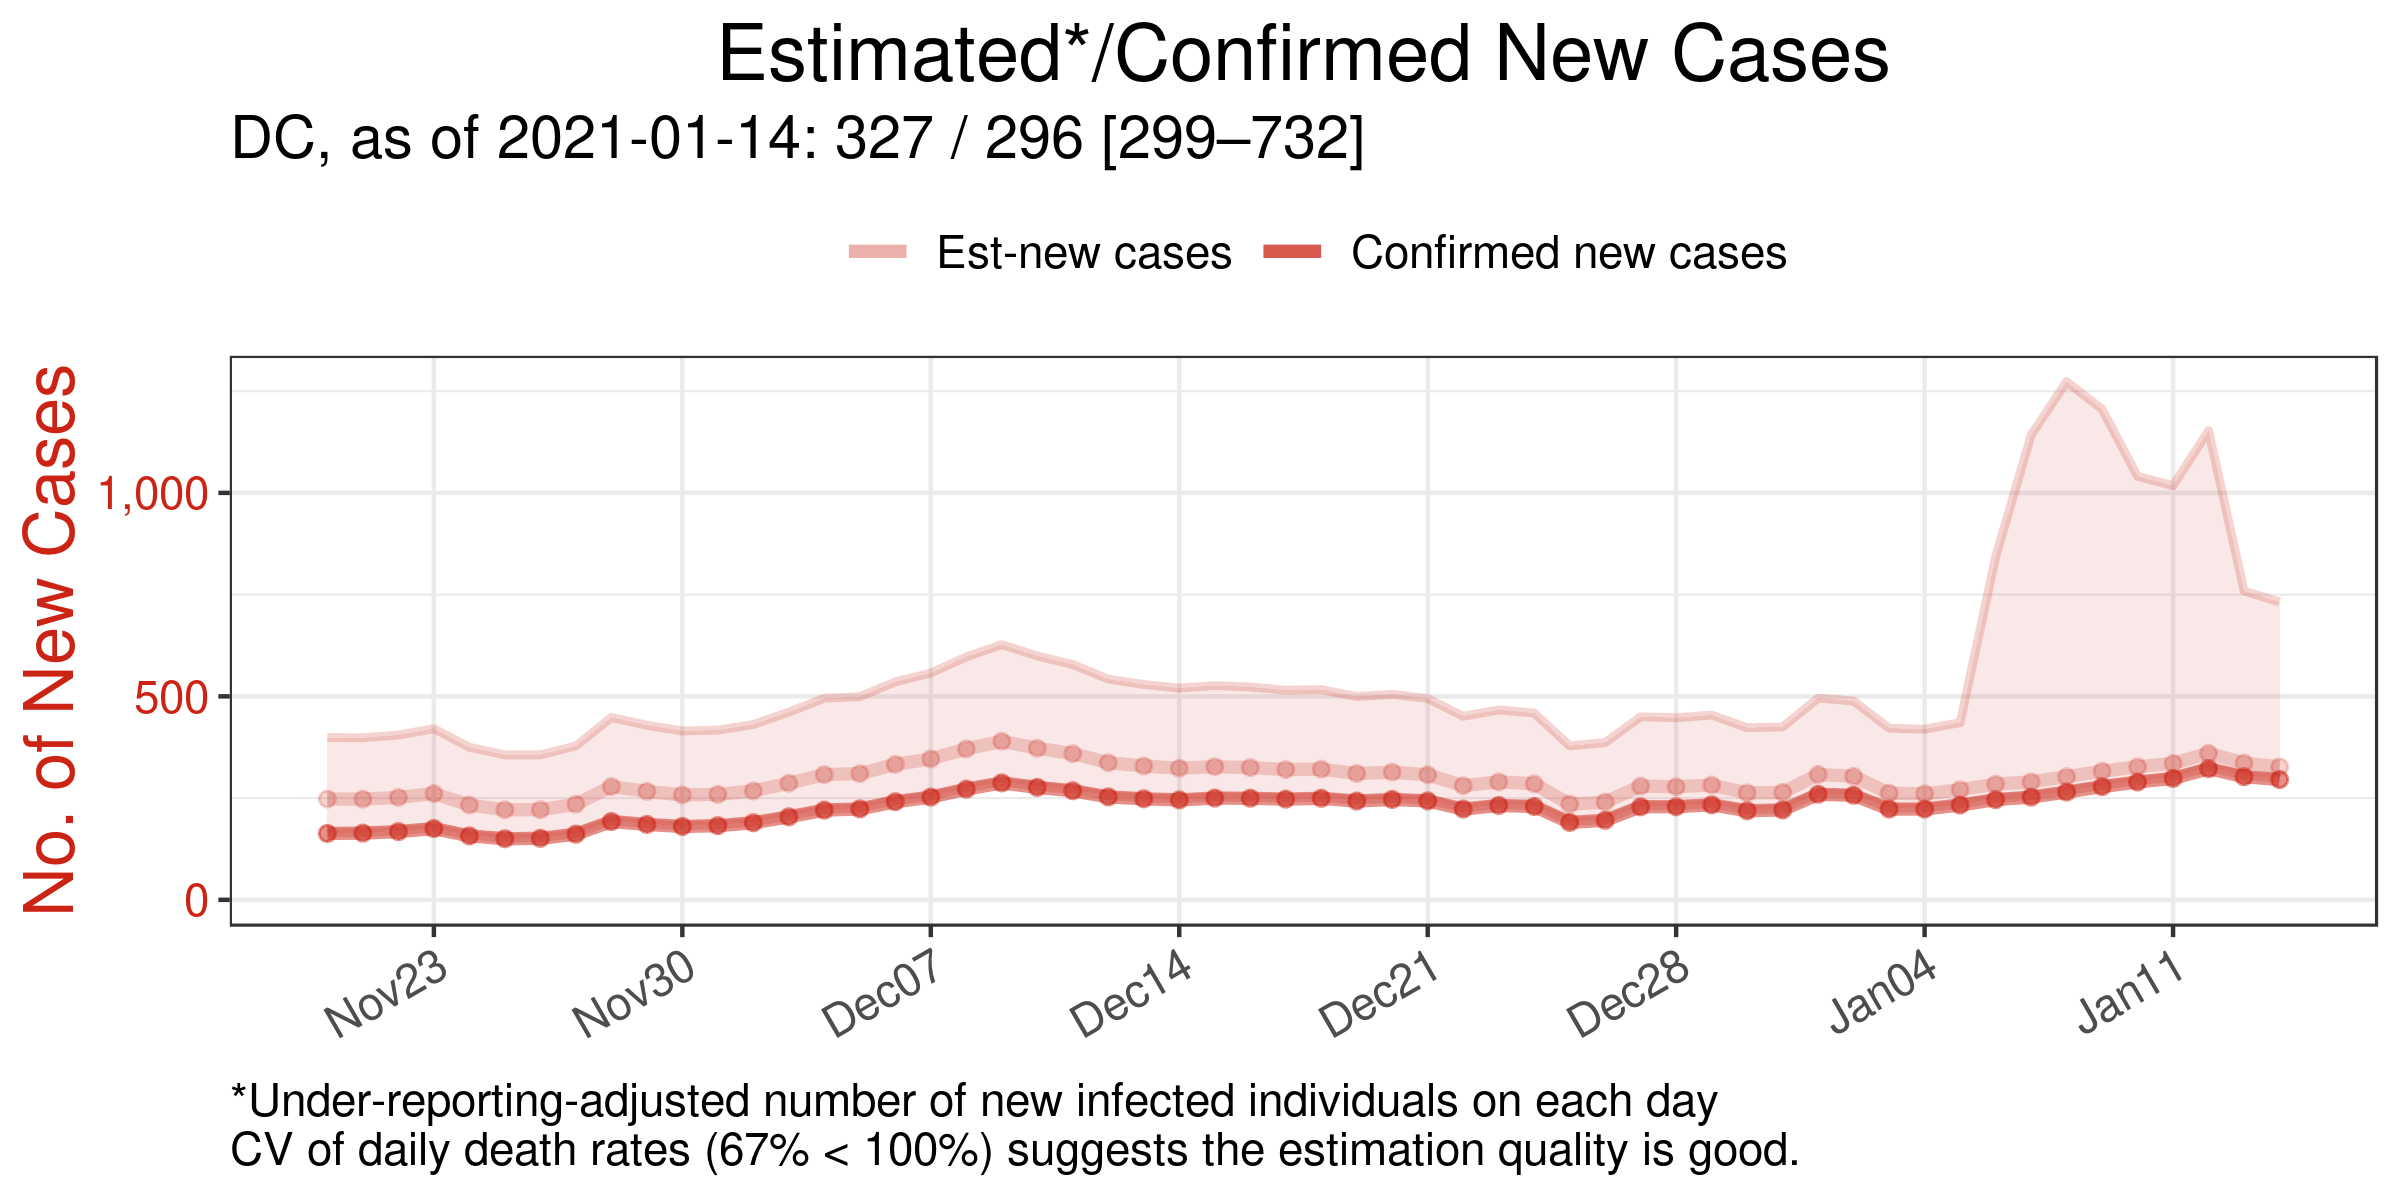 Estimated*/Confirmed New Cases
DC, as of 2021-01-14: 327 / 296 [299–732]
Est-new cases Confirmed new cases
No. of New Cases
1,000
500
0
Nov23 Nov30 Dec07 Dec14 Dec21 Dec28 Jan04 Jan11
*Under-reporting-adjusted number of new infected individuals on each day
CV of daily death rates (67% < 100%) suggests the estimation quality is good.